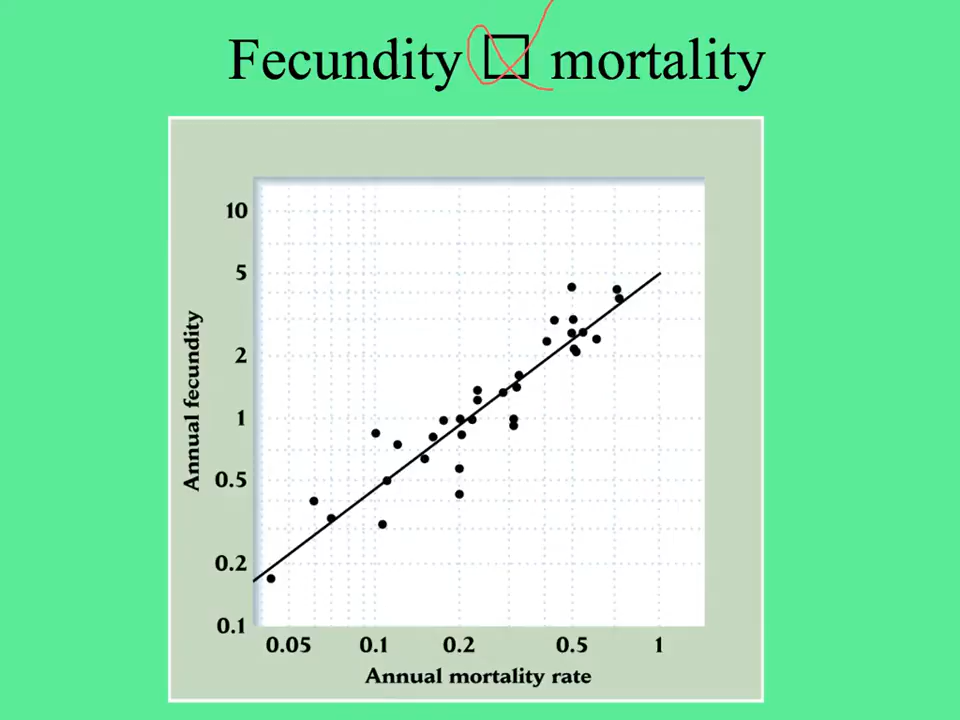 Fecundity □ mortality
10
5
2
1
0.5
0.2
0.1
Annual fecundity
0.05 0.1 0.2 0.5 1
Annual mortality rate